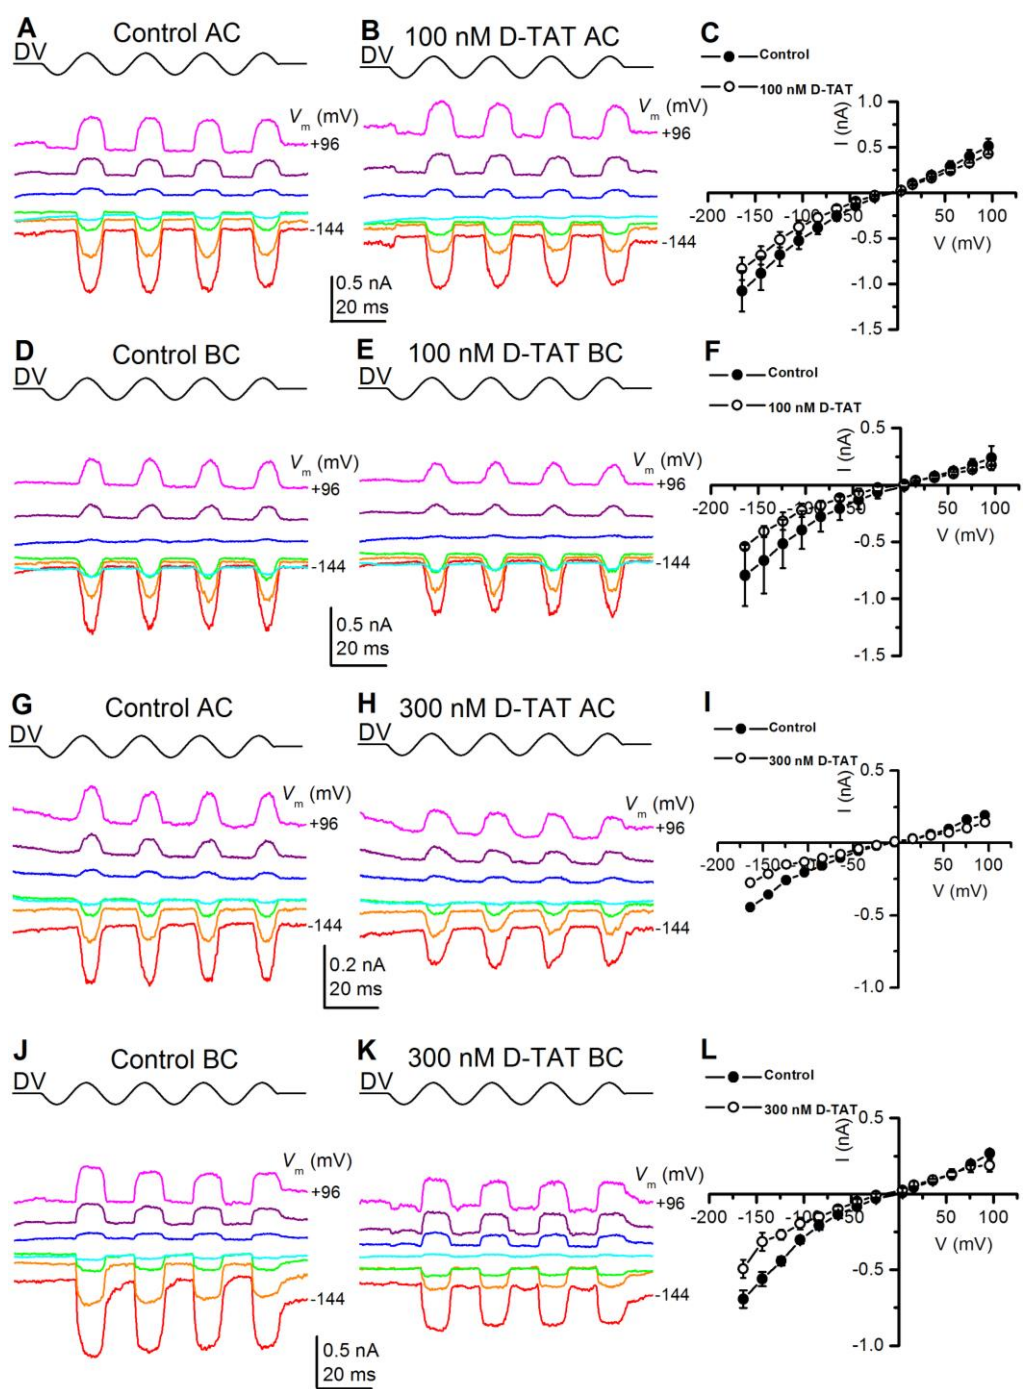 A
Control AC
DV
Vm (mV)
+96
-144
0.5 nA
20 ms
B
100 nM D-TAT AC
DV
C
Control
100 nM D-TAT
1.0
0.5
-0.5
-1.0
-1.5
I (nA)
-200 -150 -100 -50 0 50 100
V (mV)
D
Control BC
DV
Vm (mV)
+96
-144
0.5 nA
20 ms
E
100 nM D-TAT BC
DV
F
Control
100 nM D-TAT
0.5
-0.5
-1.0
-1.5
I (nA)
-200 -150 -100 -50 0 50 100
V (mV)
G
Control AC
DV
Vm (mV)
+96
-144
0.2 nA
20 ms
H
300 nM D-TAT AC
DV
Vm (mV)
+96
-144
I
Control
300 nM D-TAT
0.5
-0.5
-1.0
I (nA)
-200 -150 -100 -50 0 50 100
V (mV)
J
Control BC
DV
Vm (mV)
+96
-144
0.5 nA
20 ms
K
300 nM D-TAT BC
DV
Vm (mV)
+96
-144
L
Control
300 nM D-TAT
0.5
-0.5
-1.0
I (nA)
-200 -150 -100 -50 0 50 100
V (mV)